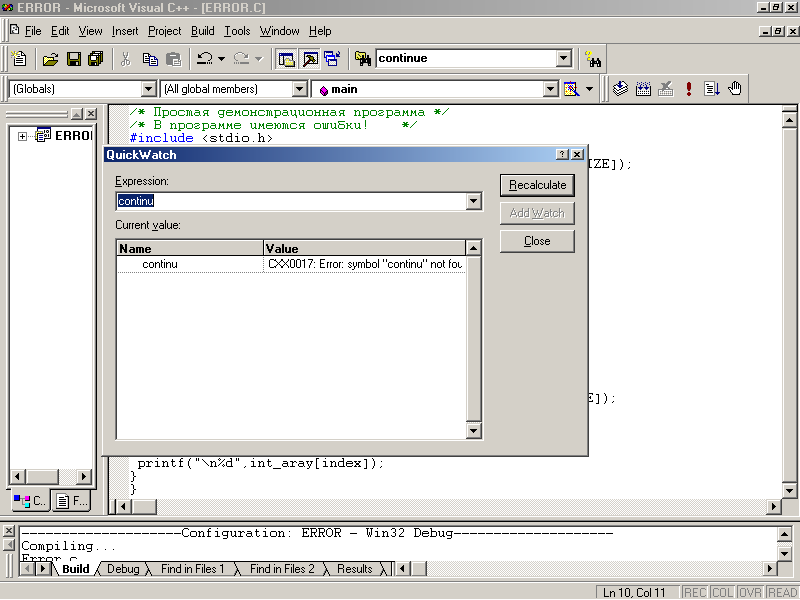 ERROR - Microsoft Visual C++ - [ERROR.C]
File Edit View Insert Project Build Tools Window Help
continue
(Globals) (All global members) main
/* Простая демонстрационная программа */
/* В программе имеются ошибки! */
#include <stdio.h>
ERRO
IZE]);
QuickWatch
Expression:
continu
Recalculate
Add Watch
Close
Current value:
Name Value
continu CXX0017: Error: symbol "continu" not fou
E]);
printf("\n%d",int_aray[index]);
}
}
C... F...
--------------------Configuration: ERROR - Win32 Debug--------------------
Compiling...
Error.c
Build Debug Find in Files 1 Find in Files 2 Results
Ln 10, Col 11 REC COL OVR READ